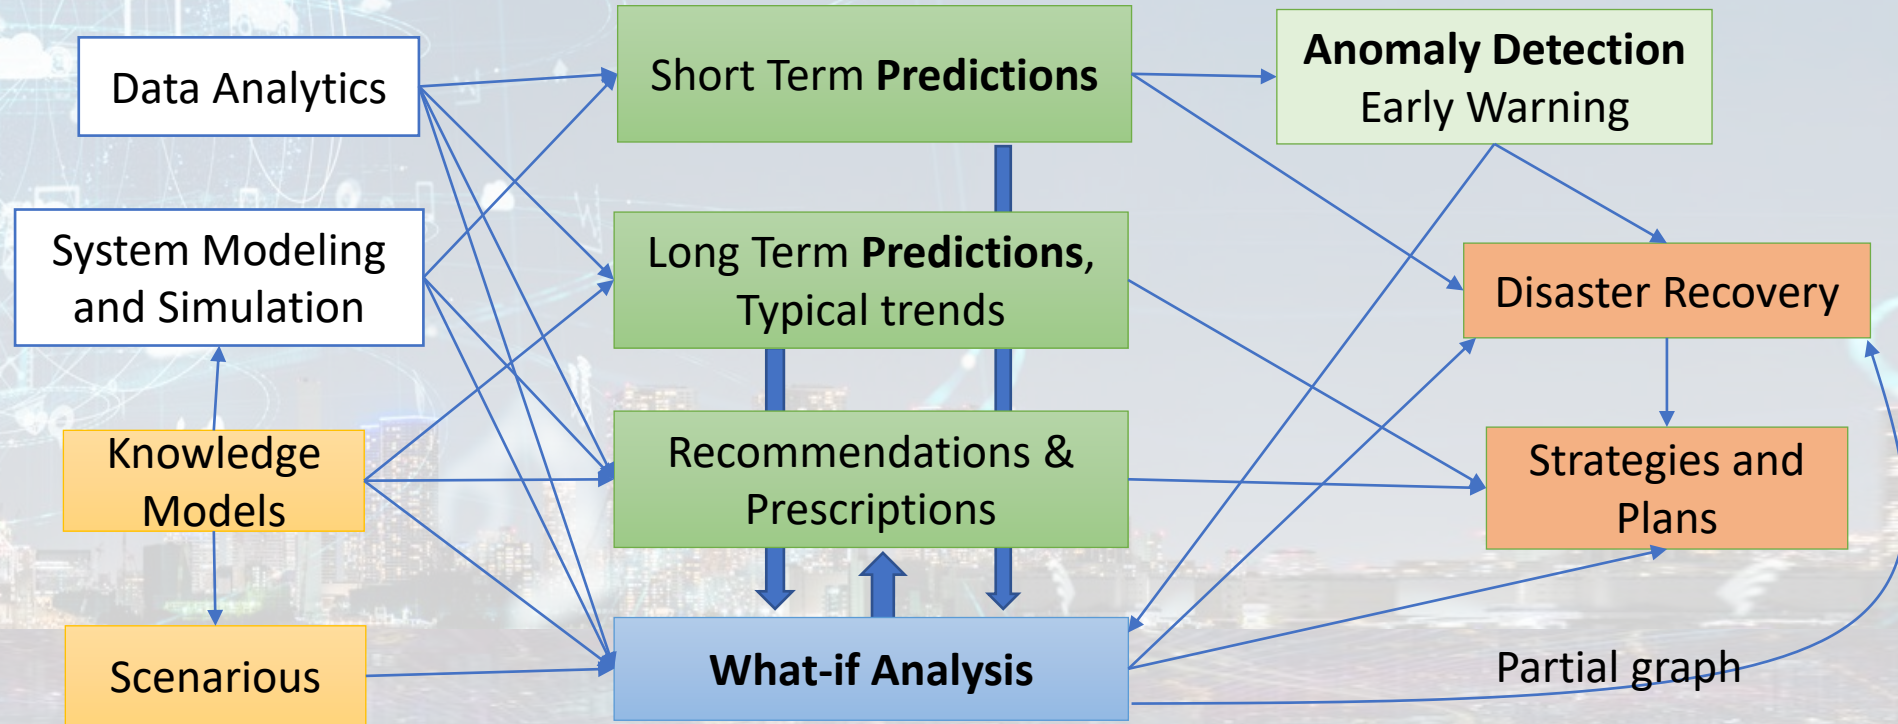 Data Analytics
Short Term Predictions
Anomaly Detection
Early Warning
System Modeling
and Simulation
Long Term Predictions,
Typical trends
Disaster Recovery
Knowledge
Models
Recommendations &
Prescriptions
Strategies and
Plans
Scenarious
What-if Analysis
Partial graph